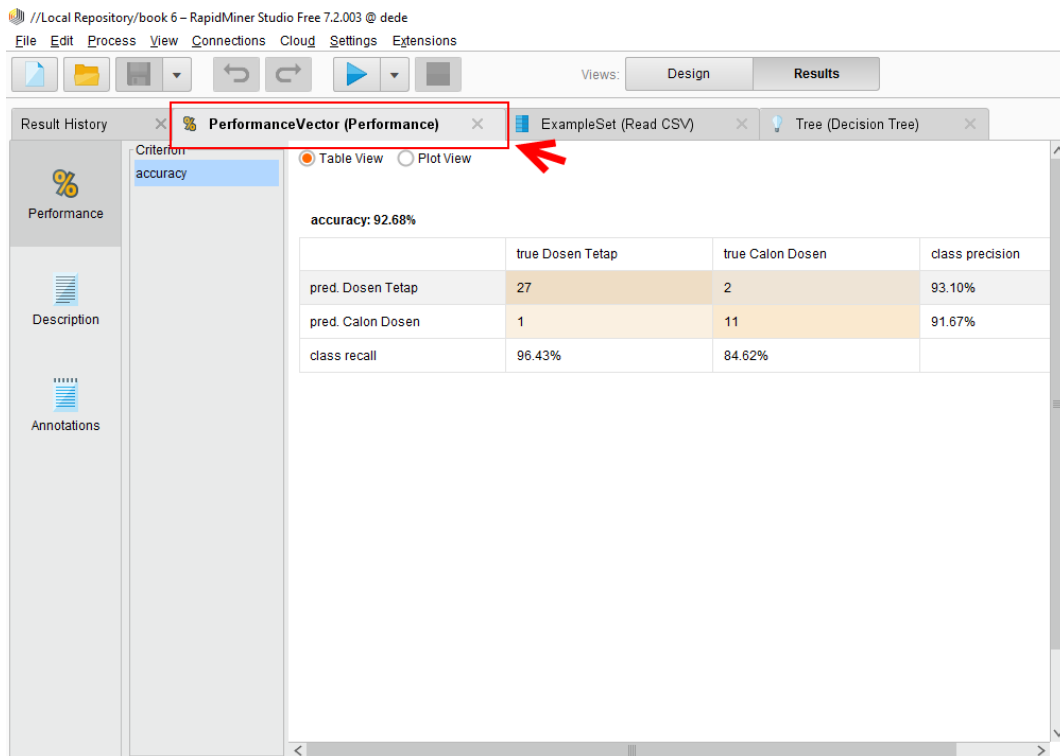 //Local Repository/book 6 – RapidMiner Studio Free 7.2.003 @ dede
File Edit Process View Connections Cloud Settings Extensions
Views: Design Results
Result History PerformanceVector (Performance) ExampleSet (Read CSV) Tree (Decision Tree)
Criterion
accuracy
Table View Plot View
% Performance
Description
Annotations
accuracy: 92.68%
true Dosen Tetap true Calon Dosen class precision
pred. Dosen Tetap 27 2 93.10%
pred. Calon Dosen 1 11 91.67%
class recall 96.43% 84.62%